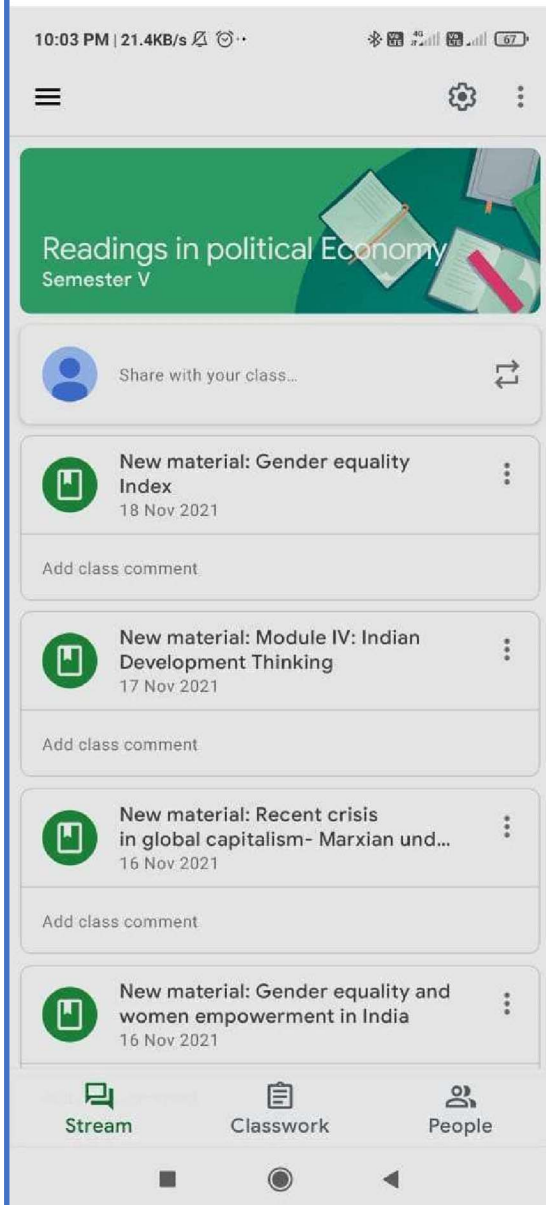 10:03 PM | 21.4KB/s
4G
67
Readings in political Economy
Semester V
Share with your class...
New material: Gender equality
Index
18 Nov 2021
Add class comment
New material: Module IV: Indian
Development Thinking
17 Nov 2021
Add class comment
New material: Recent crisis
in global capitalism- Marxian und...
16 Nov 2021
Add class comment
New material: Gender equality and
women empowerment in India
16 Nov 2021
Stream Classwork People